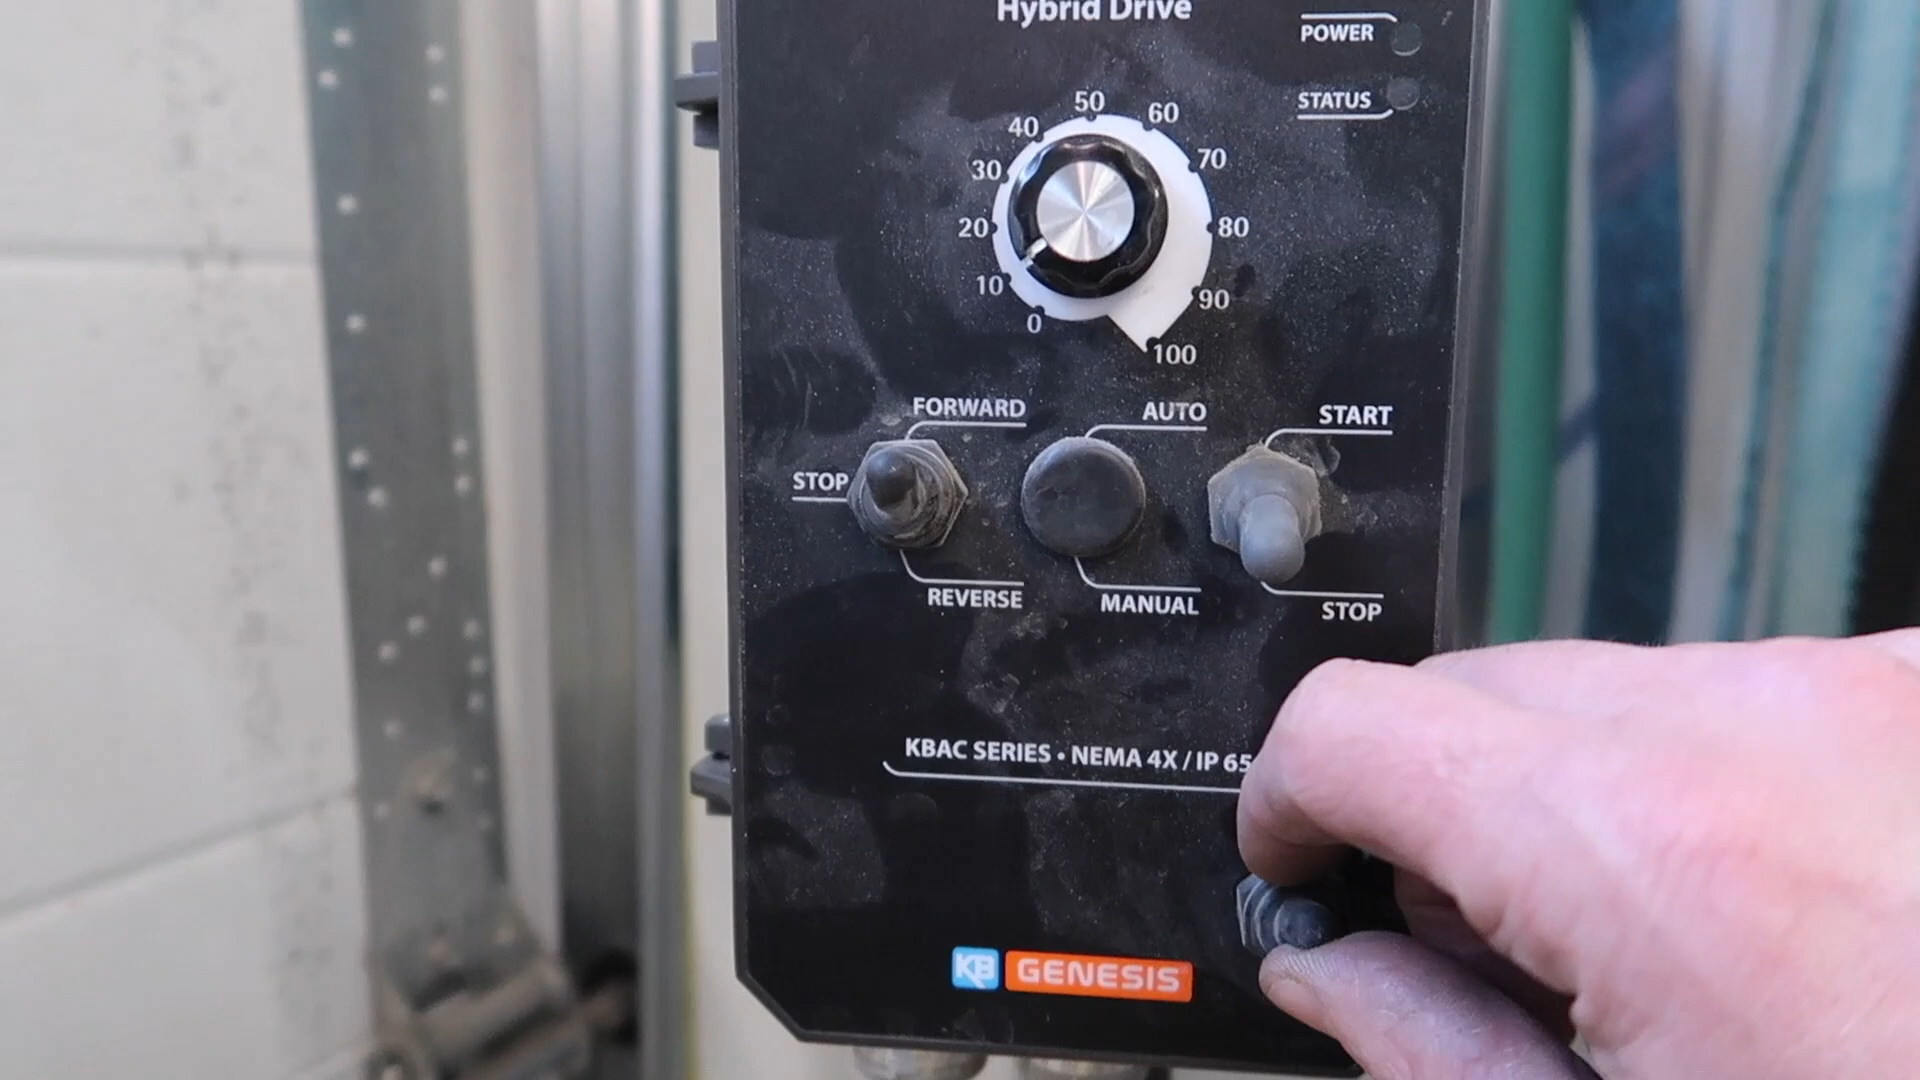 Hybrid Drive
POWER
STATUS
50
60
40
70
30
20
80
10
90
0
100
FORWARD
AUTO
START
STOP
REVERSE
MANUAL
STOP
KBAC SERIES • NEMA 4X / IP 65
KB GENESIS